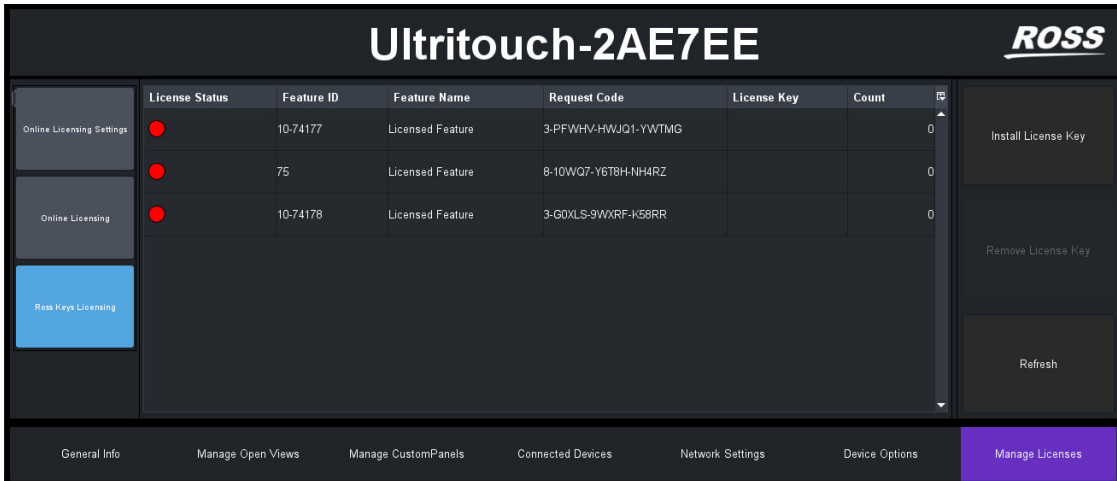 Ultritouch-2AE7EE
ROSS
License Status Feature ID Feature Name Request Code License Key Count
Online Licensing Settings
10-74177 Licensed Feature 3-PFWHV-HWJQ1-YWTMG 0
Install License Key
75 Licensed Feature 8-10WQ7-Y6T8H-NH4RZ 0
Online Licensing
10-74178 Licensed Feature 3-G0XLS-9WXRF-K58RR 0
Remove License Key
Ross Keys Licensing
Refresh
General Info Manage Open Views Manage CustomPanels Connected Devices Network Settings Device Options Manage Licenses